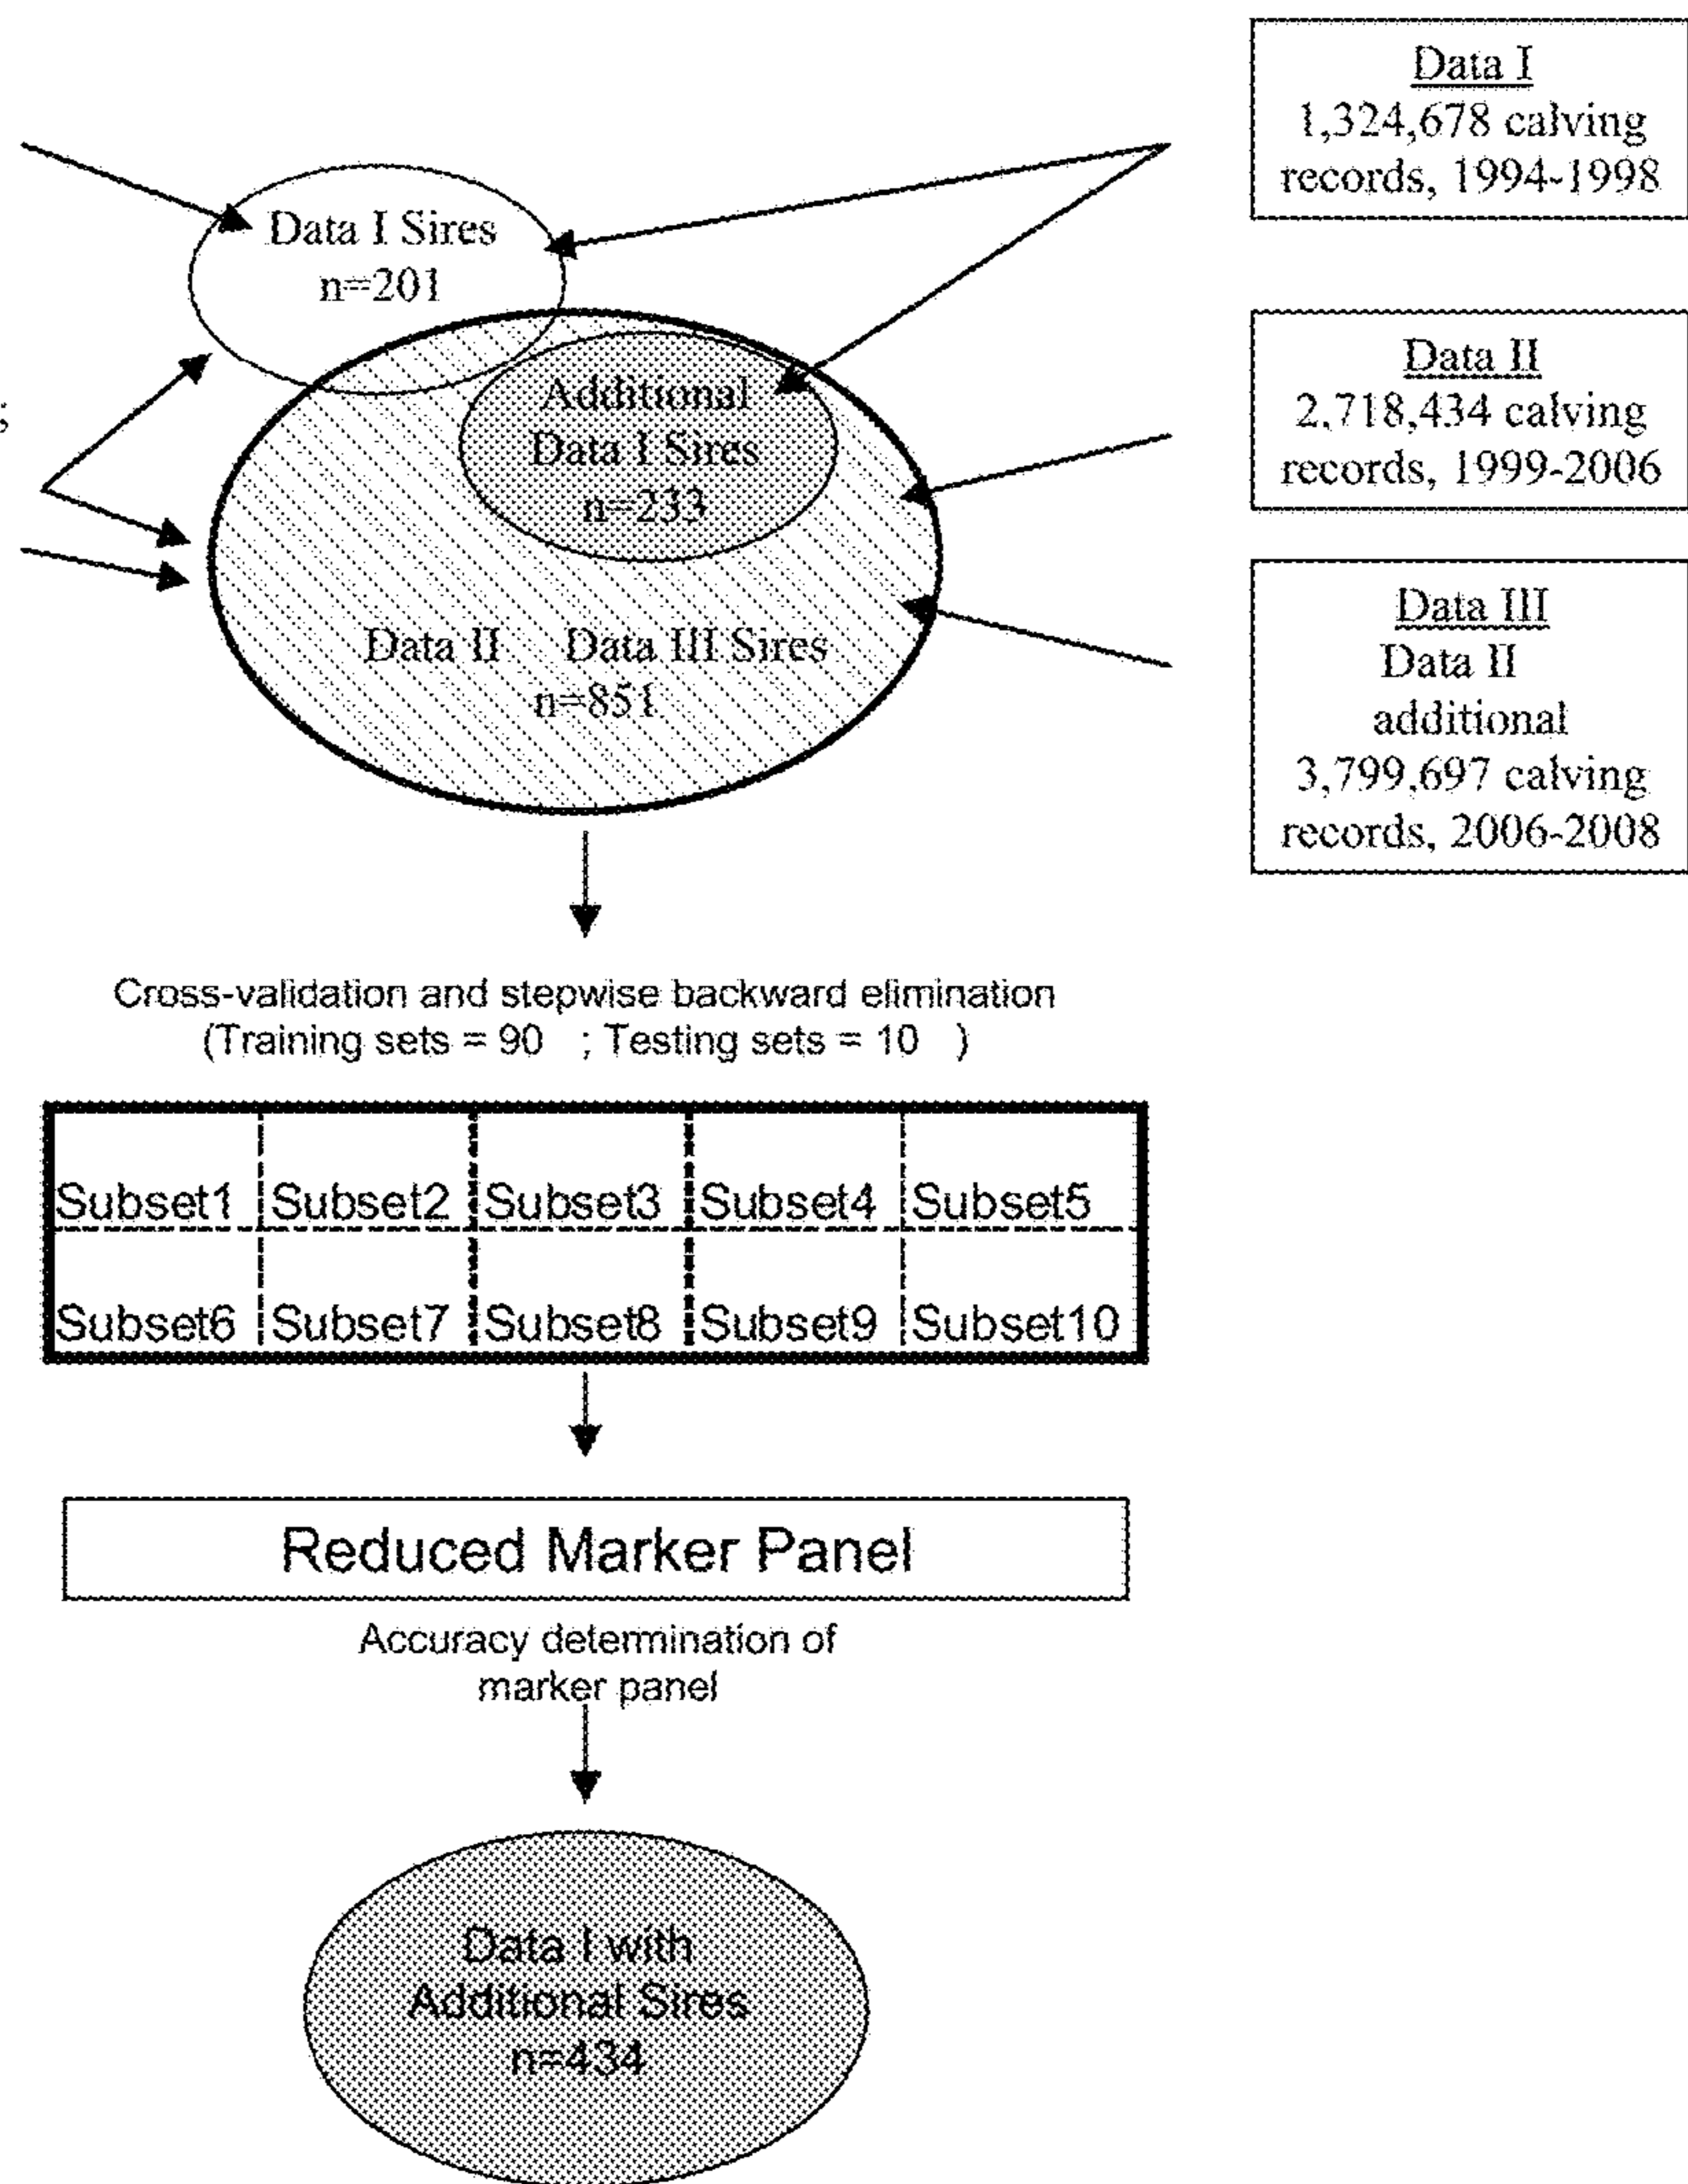 Data I
1,324,678 calving
records, 1994-1998
Data I Sires
n=201
Data II
2,718,434 calving
records, 1999-2006
;
Additional
Data I Sires
n=233
Data III
Data II
additional
3,799,697 calving
records, 2006-2008
Data II Data III Sires
n=851
Cross-validation and stepwise backward elimination
(Training sets = 90 ; Testing sets = 10 )
Subset1 Subset2 Subset3 Subset4 Subset5
Subset6 Subset7 Subset8 Subset9 Subset10
Reduced Marker Panel
Accuracy determination of
marker panel
Data I with
Additional Sires
n=434